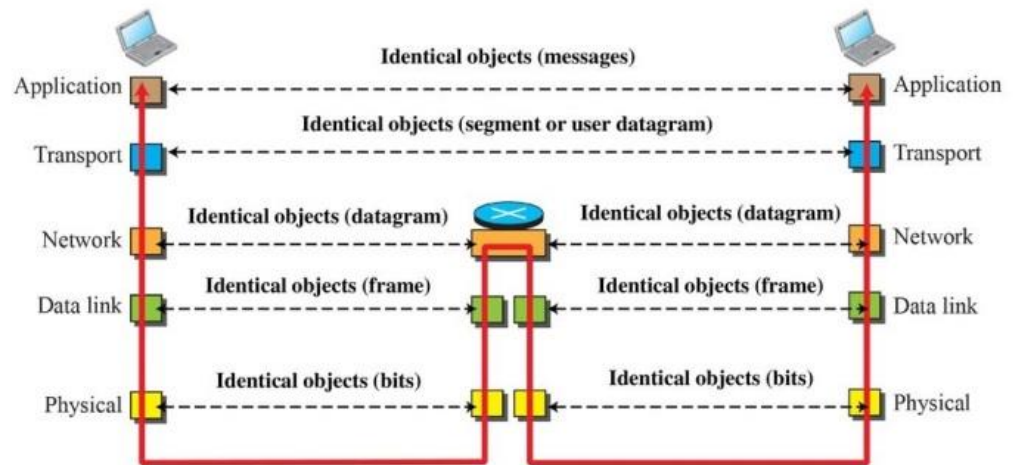 Identical objects (messages)
Application
Application
Identical objects (segment or user datagram)
Transport
Transport
Identical objects (datagram)
Identical objects (datagram)
Network
Network
Identical objects (frame)
Identical objects (frame)
Data link
Data link
Identical objects (bits)
Identical objects (bits)
Physical
Physical